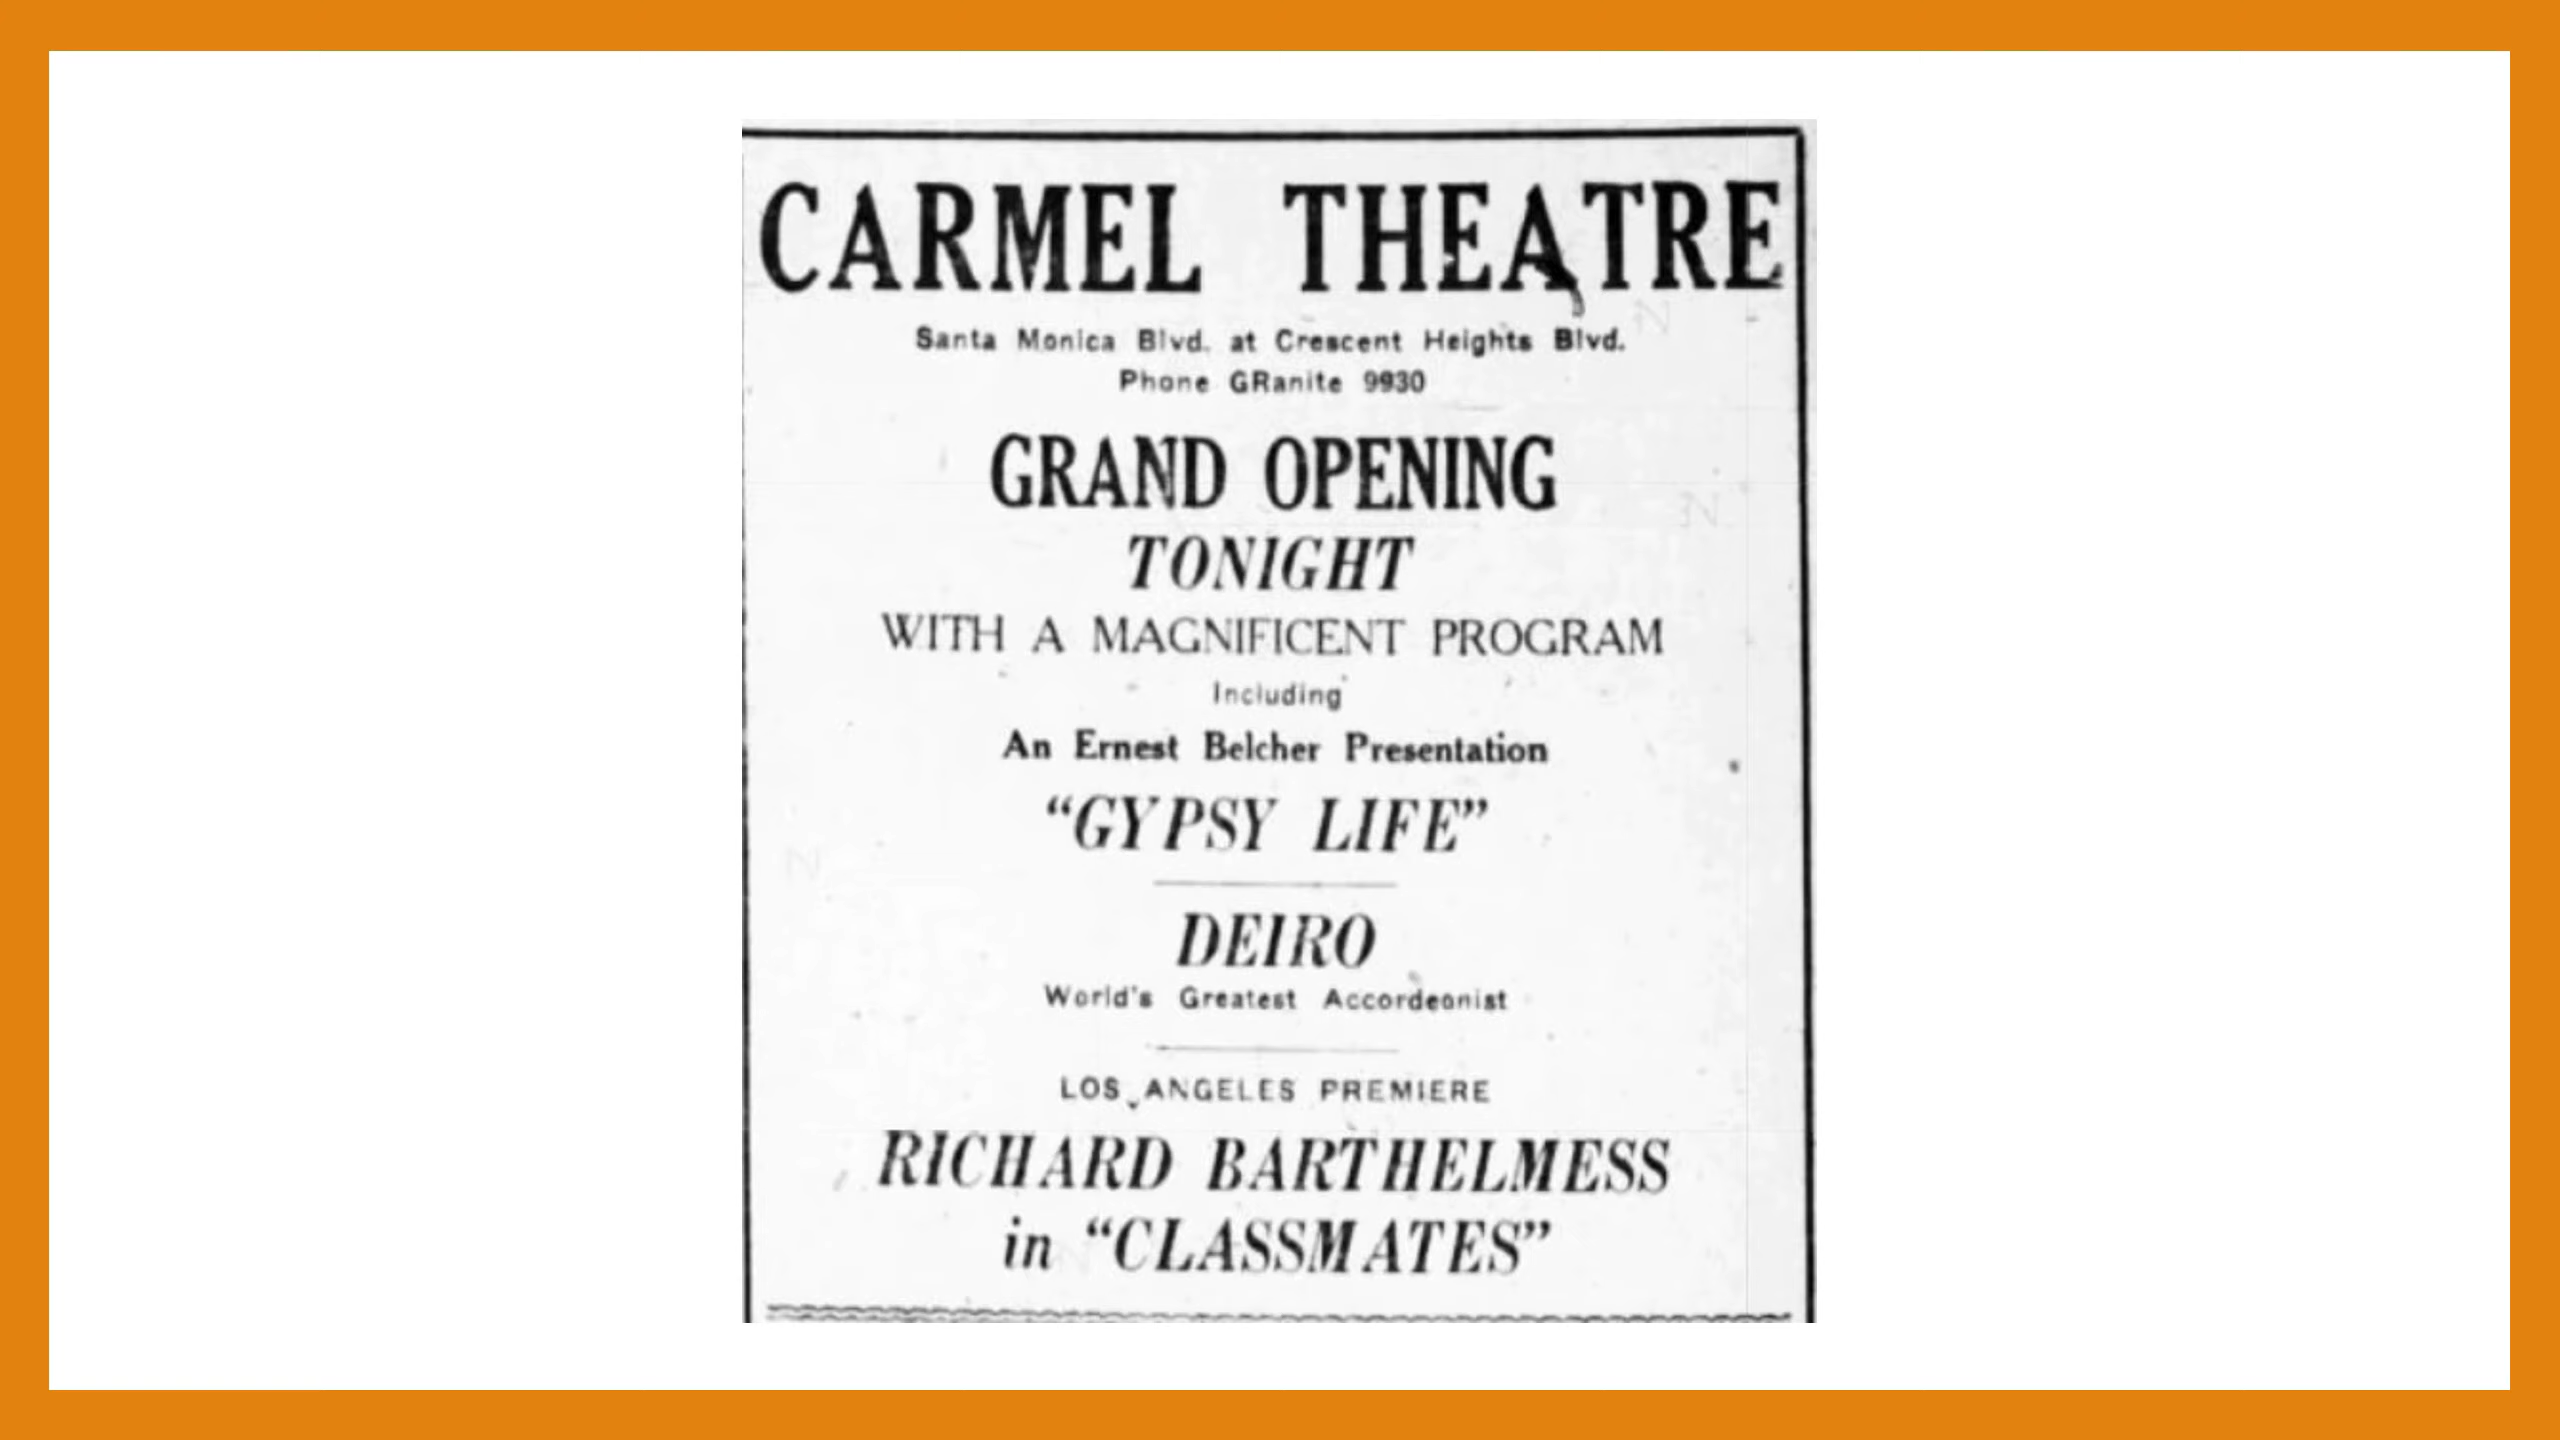 CARMEL THEATRE
Santa Monica Blvd. at Crescent Heights Blvd.
Phone GRanite 9930
GRAND OPENING
TONIGHT
WITH A MAGNIFICENT PROGRAM
Including
An Ernest Belcher Presentation
“GYPSY LIFE”
DEIRO
World's Greatest Accordeonist
LOS ANGELES PREMIERE
RICHARD BARTHELMESS
in “CLASSMATES”